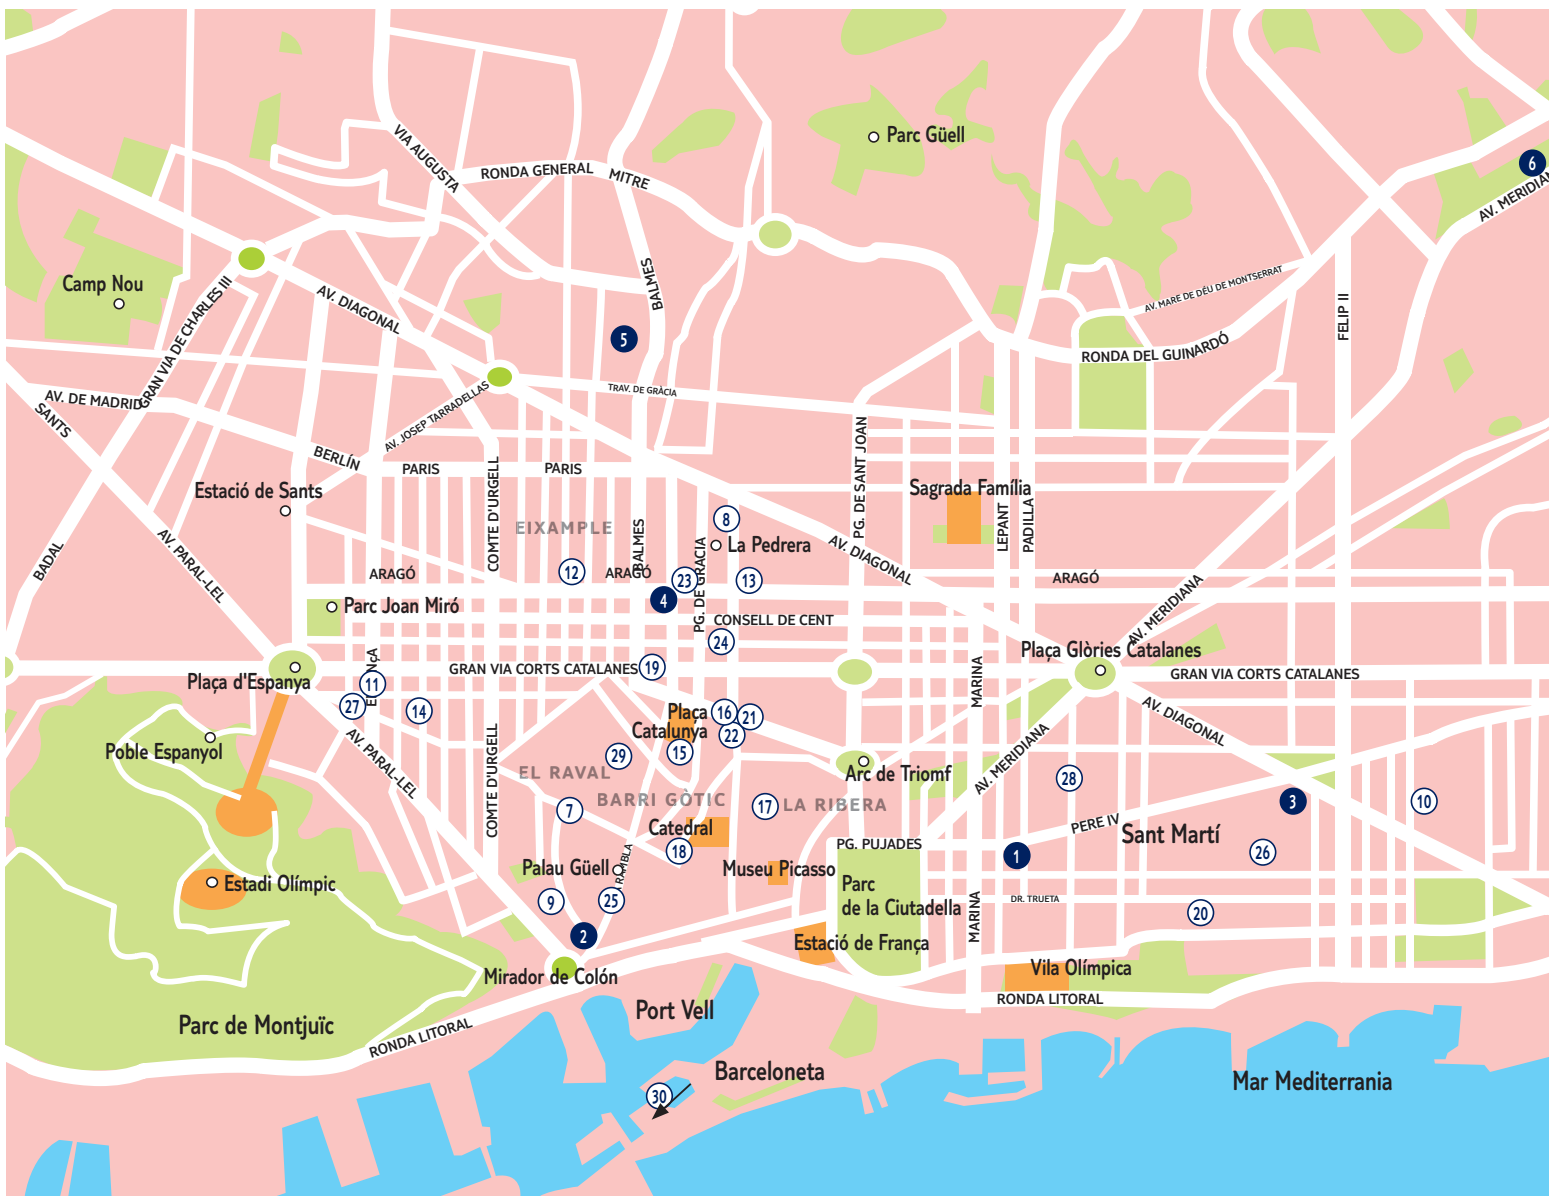 Parc Güell
6
VIA AUGUSTA
RONDA GENERAL
MITRE
AV. MERIDIAN
Camp Nou
GRAN VIA DE CHARLES III
AV. DIAGONAL
BALMES
AV. MARE DE DÉU DE MONTSERRAT
FELIP II
5
RONDA DEL GUINARDÓ
AV. DE MADRID
SANTS
AV. JOSEP TARRADELLAS
TRAV. DE GRÀCIA
BERLÍN
PARIS
PARIS
PG. DE SANT JOAN
Estació de Sants
COMTE D'URGELL
Sagrada Família
LEPANT
PADILLA
EIXAMPLE
BALMES
8
La Pedrera
PG. DE GRACIA
AV. DIAGONAL
BADAL
AV. PARAL-LEL
ARAGÓ
12
ARAGÓ
23
13
ARAGÓ
4
Parc Joan Miró
CONSELL DE CENT
AV. MERIDIANA
24
Plaça Glòries Catalanes
GRAN VIA CORTS CATALANES
19
MARINA
GRAN VIA CORTS CATALANES
Plaça d'Espanya
11
27
14
Plaça
Catalunya
16
21
22
15
AV. DIAGONAL
Poble Espanyol
AV. PARAL-LEL
COMTE D'URGELL
29
EL RAVAL
Arc de Triomf
AV. MERIDIANA
28
BARRI GÒTIC
7
17
LA RIBERA
3
10
PERE IV
Sant Martí
Catedral
18
PG. PUJADES
1
26
Palau Güell
RAMBLA
Museu Picasso
Estadi Olímpic
Parc
de la Ciutadella
9
25
DR. TRUETA
MARINA
20
2
Estació de França
Mirador de Colón
Vila Olímpica
RONDA LITORAL
Port Vell
Parc de Montjuïc
RONDA LITORAL
Barceloneta
Mar Mediterrania
30